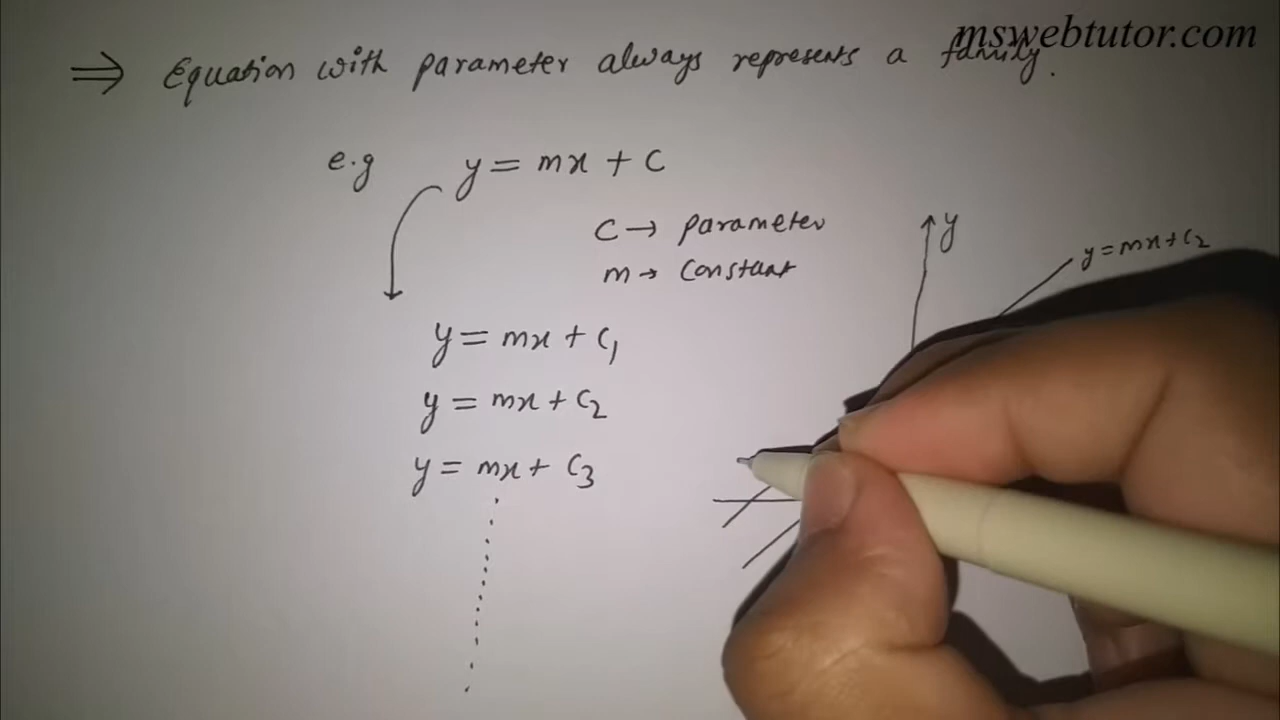 mswebtutor.com
⇒ Equation with parameter always represents a family.
e.g y = mx + c
c → parameter
m → constant
y
y = mx + c₂
y = mx + c₁
y = mx + c₂
y = mx + c₃